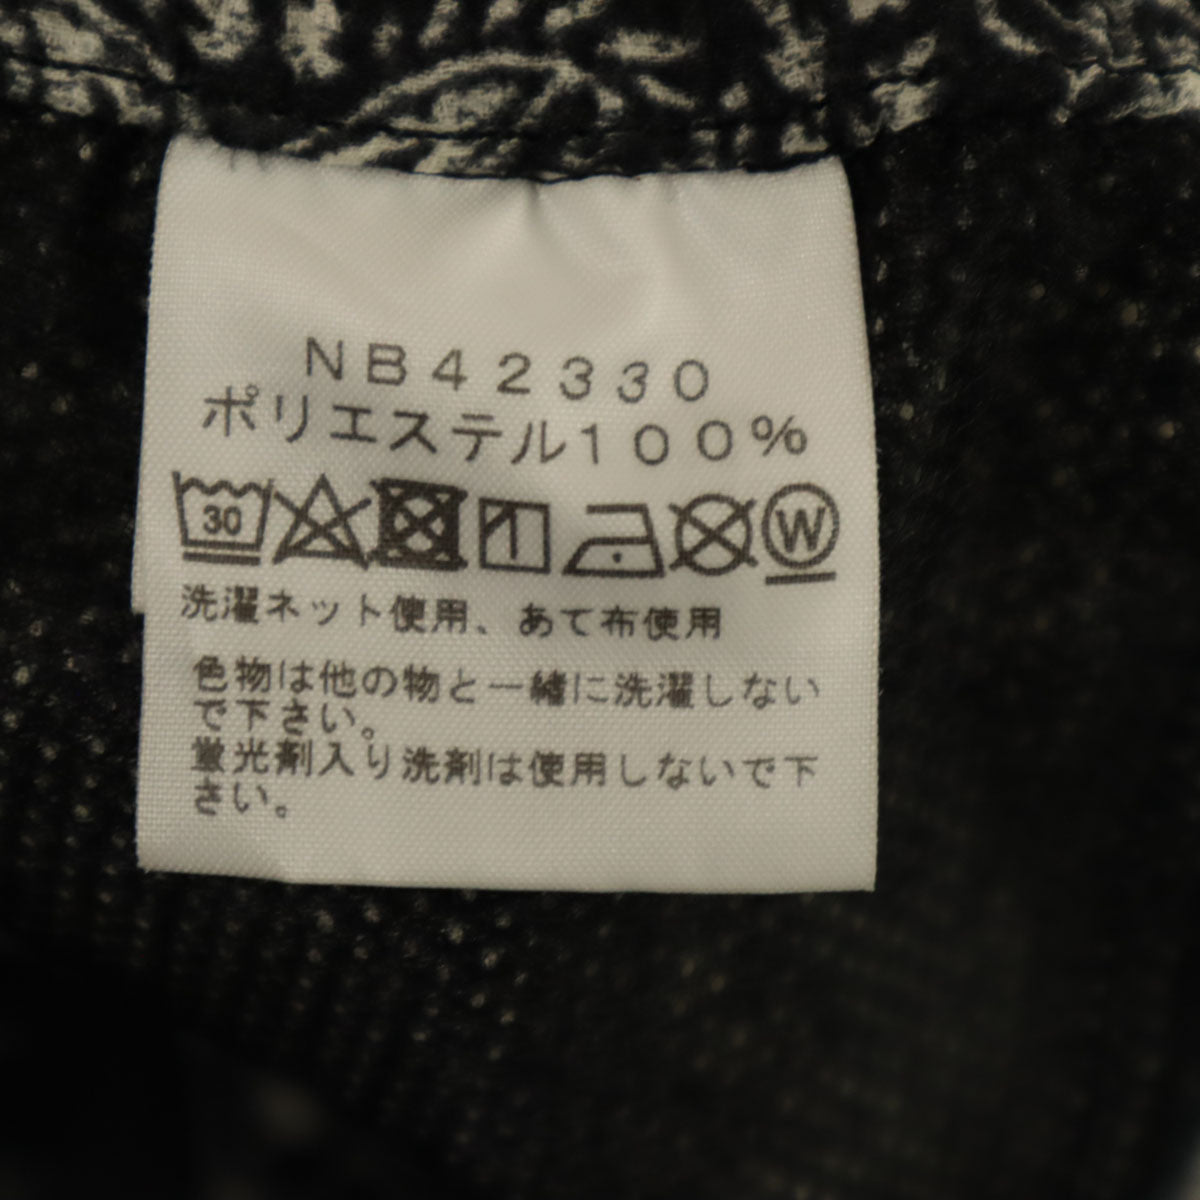 NB42330
ポリエステル100%
30 W
洗濯ネット使用、あて布使用
色物は他の物と一緒に洗濯しない
で下さい。
蛍光剤入り洗剤は使用しないで下
さい。